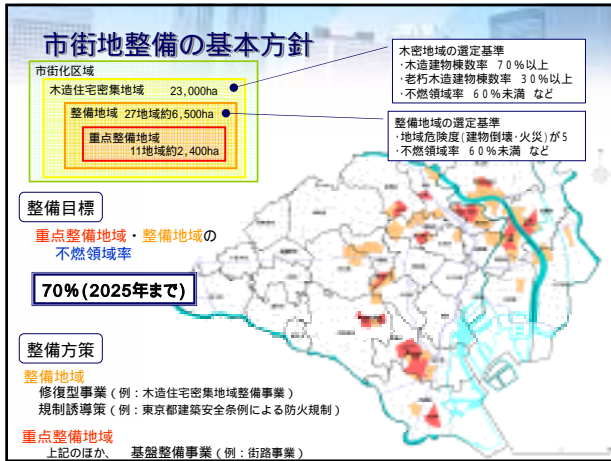 市街地整備の基本方針
市街化区域
木造住宅密集地域 23,000ha
整備地域 27地域約6,500ha
重点整備地域
11地域約2,400ha
木密地域の選定基準
･木造建物棟数率 70%以上
･老朽木造建物棟数率 30%以上
･不燃領域率 60%未満 など
整備地域の選定基準
･地域危険度(建物倒壊･火災)が5
･不燃領域率 60%未満 など
整備目標
重点整備地域・整備地域の
不燃領域率
70%(2025年まで)
整備方策
整備地域
修復型事業(例：木造住宅密集地域整備事業)
規制誘導策(例：東京都建築安全条例による防火規制)
重点整備地域
上記のほか、 基盤整備事業(例：街路事業)